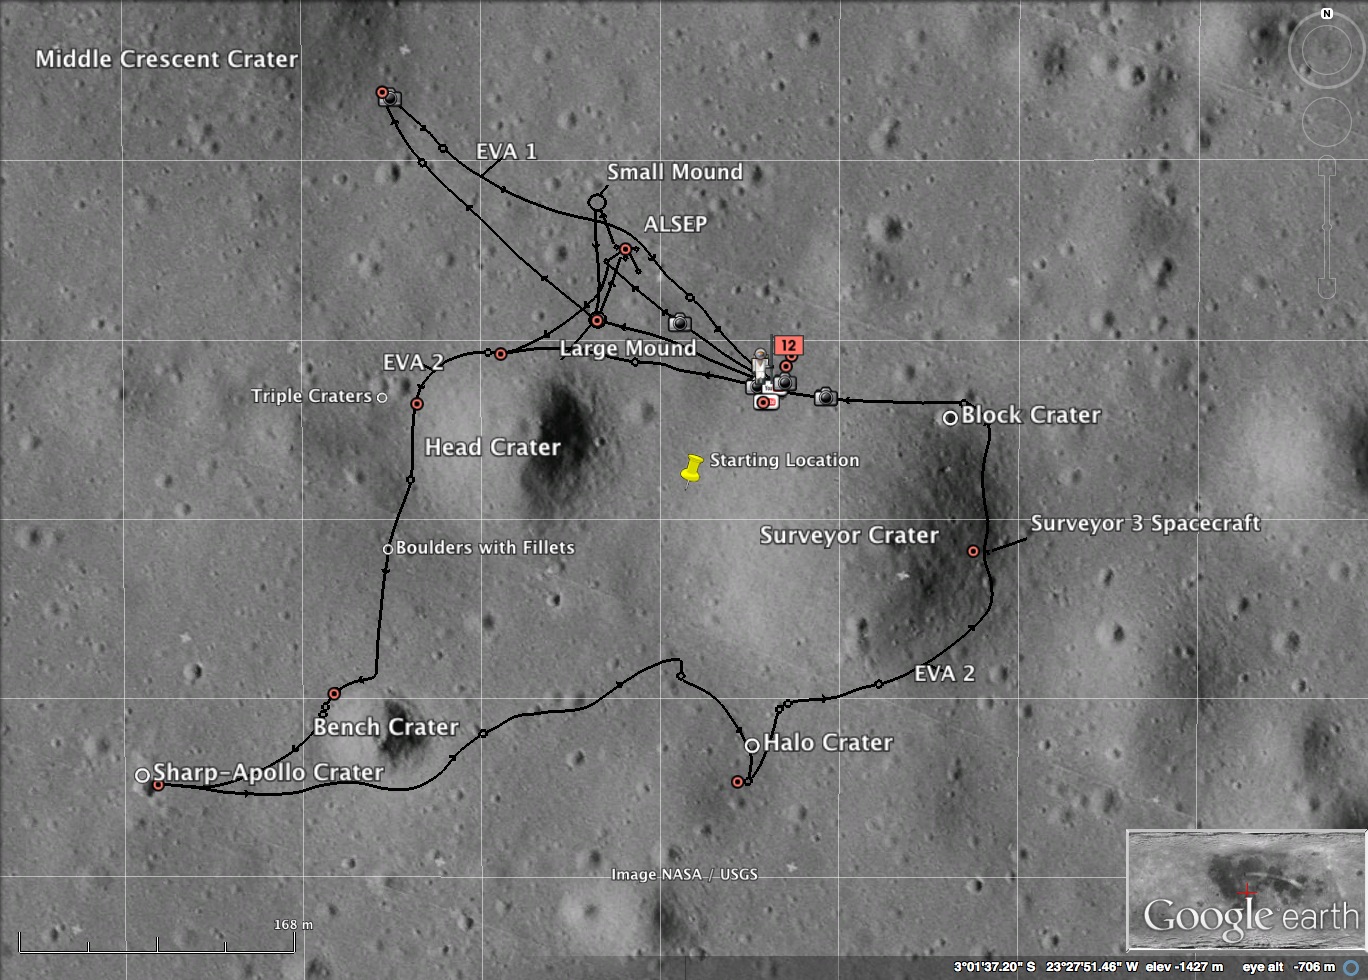 N
Middle Crescent Crater
EVA 1
Small Mound
ALSEP
12
Large Mound
EVA 2
Triple Craters
Block Crater
Head Crater
Starting Location
Surveyor 3 Spacecraft
Surveyor Crater
Boulders with Fillets
EVA 2
Bench Crater
Halo Crater
Sharp-Apollo Crater
Image NASA / USGS
168 m
Google earth
3°01'37.20" S 23°27'51.46" W elev -1427 m eye alt -706 m